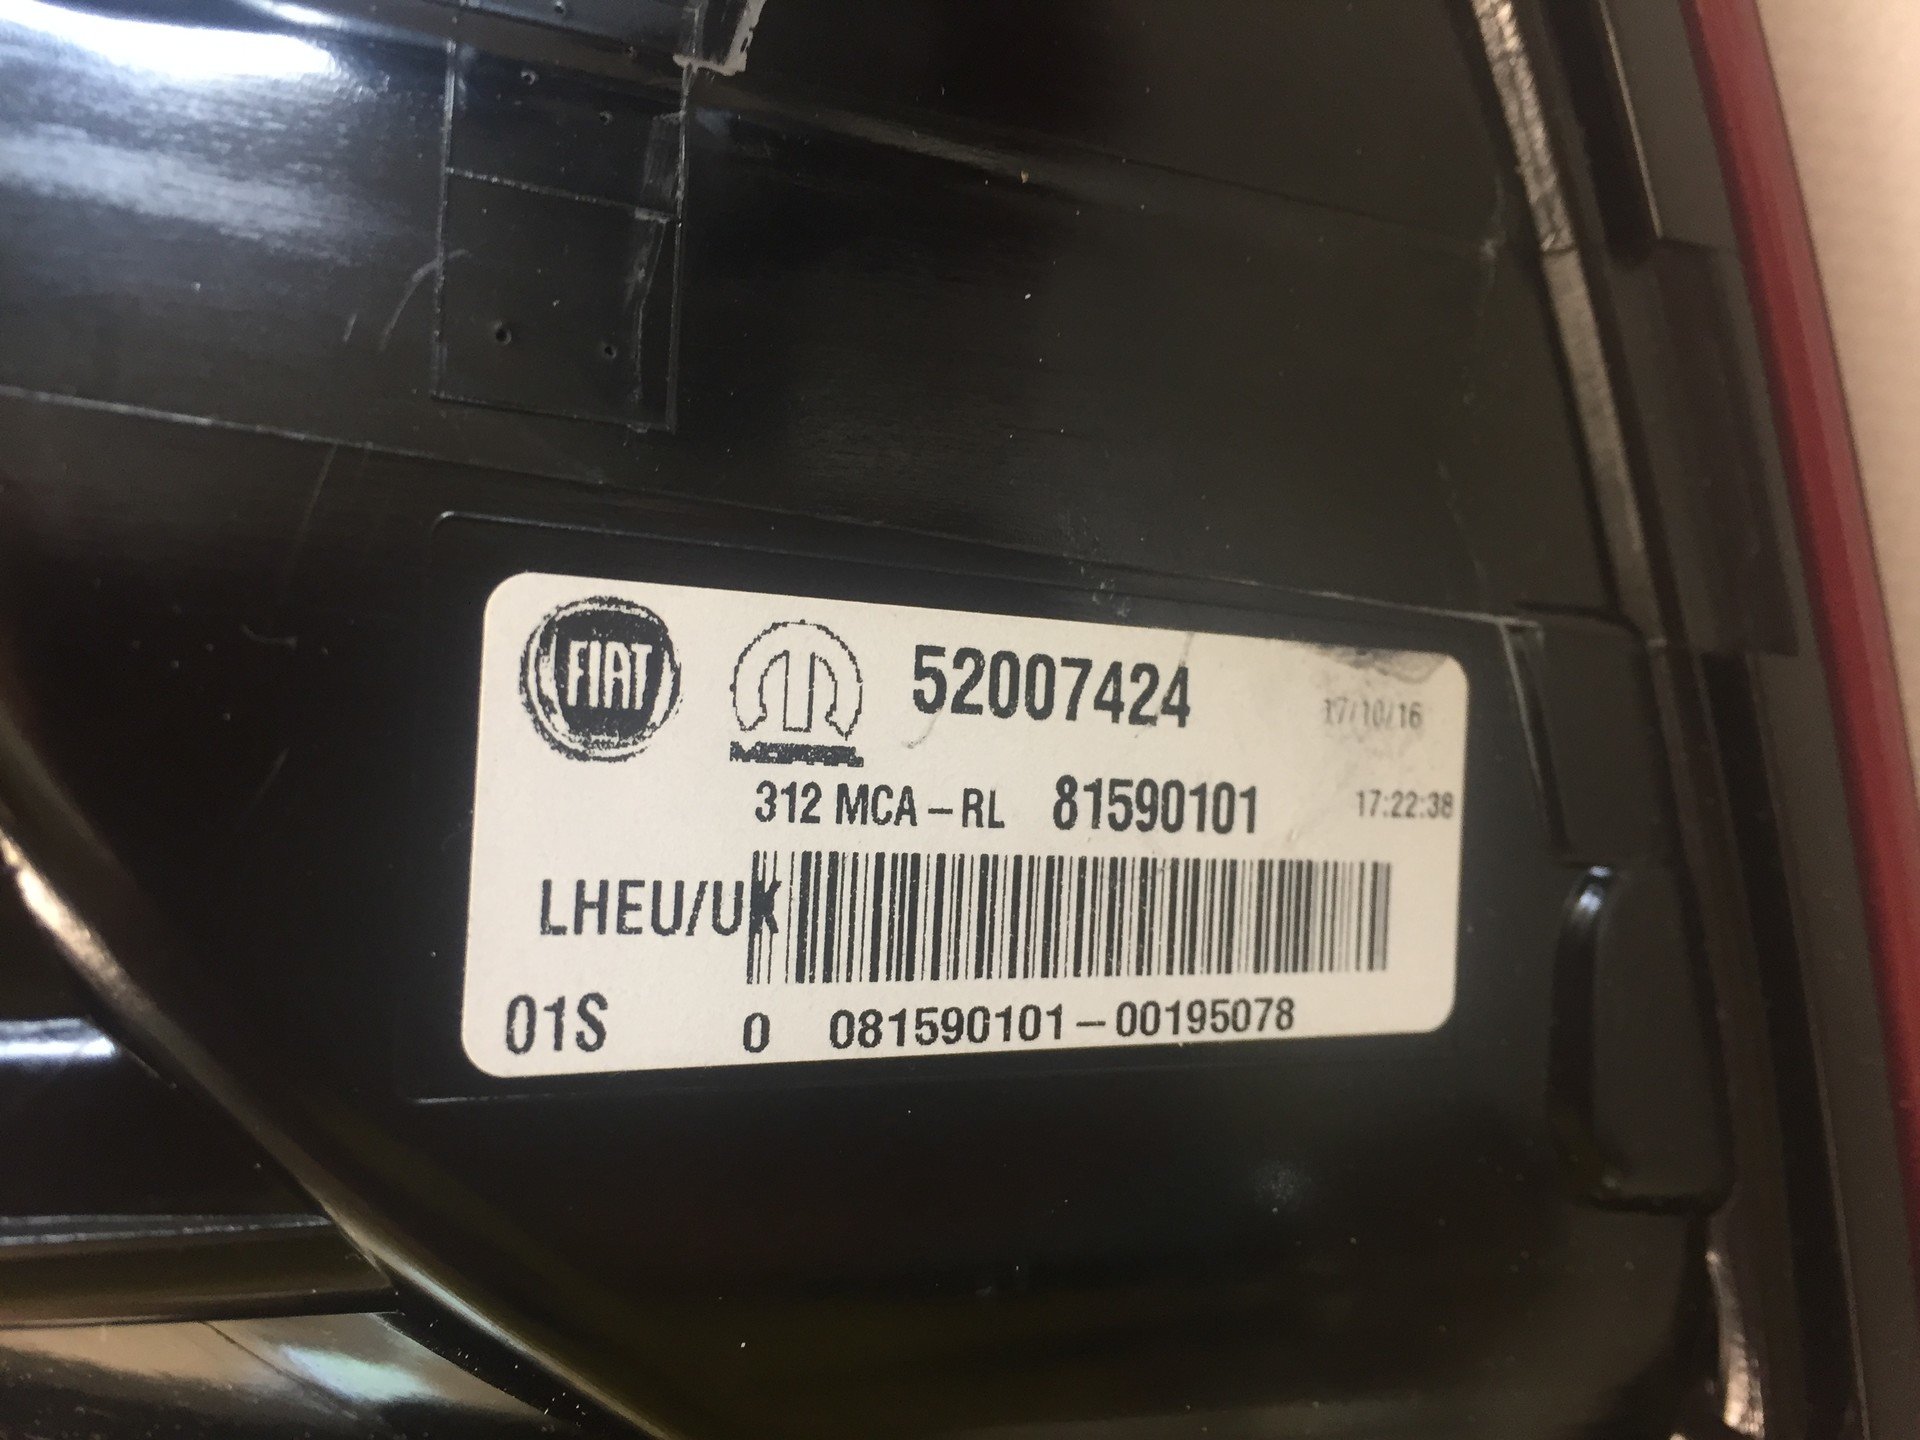 FIAT
52007424 17/10/16
312 MCA-RL 81590101 17:22:38
LHEU/UK
01S 0 081590101-00195078